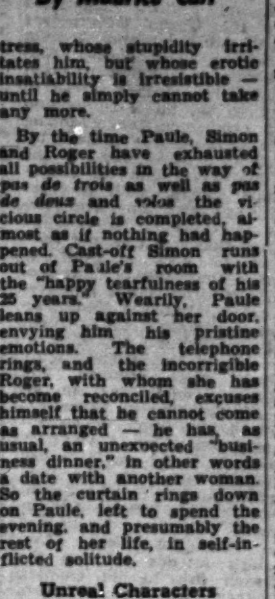 tress, whose stupidity irri-
tates him, but whose erotic
insatiability is irresistible —
until he simply cannot take
any more.
By the time Paule, Simon
and Roger have exhausted
all possibilities in the way of
pas de trois as well as pas
de deux and solos the vi-
cious circle is completed, al-
most as if nothing had hap-
pened. Cast-off Simon runs
out of Paule's room with
the "happy tearfulness of his
25 years." Wearily, Paule
leans up against her door,
envying him his pristine
emotions. The telephone
rings, and the incorrigible
Roger, with whom she has
become reconciled, excuses
himself that he cannot come
as arranged — he has, as
usual, an unexpected "busi-
ness dinner," in other words
a date with another woman.
So the curtain rings down
on Paule, left to spend the
evening, and presumably the
rest of her life, in self-in-
flicted solitude.
Unreal Characters